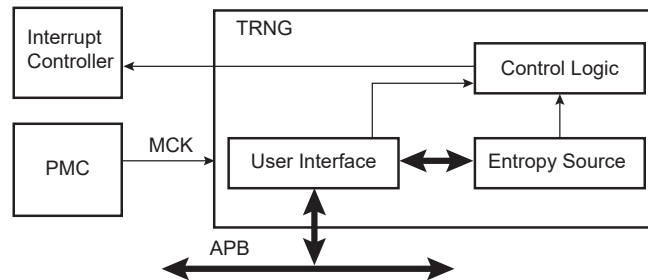 TRNG
Interrupt
Controller
Control Logic
MCK
PMC
User Interface
Entropy Source
APB